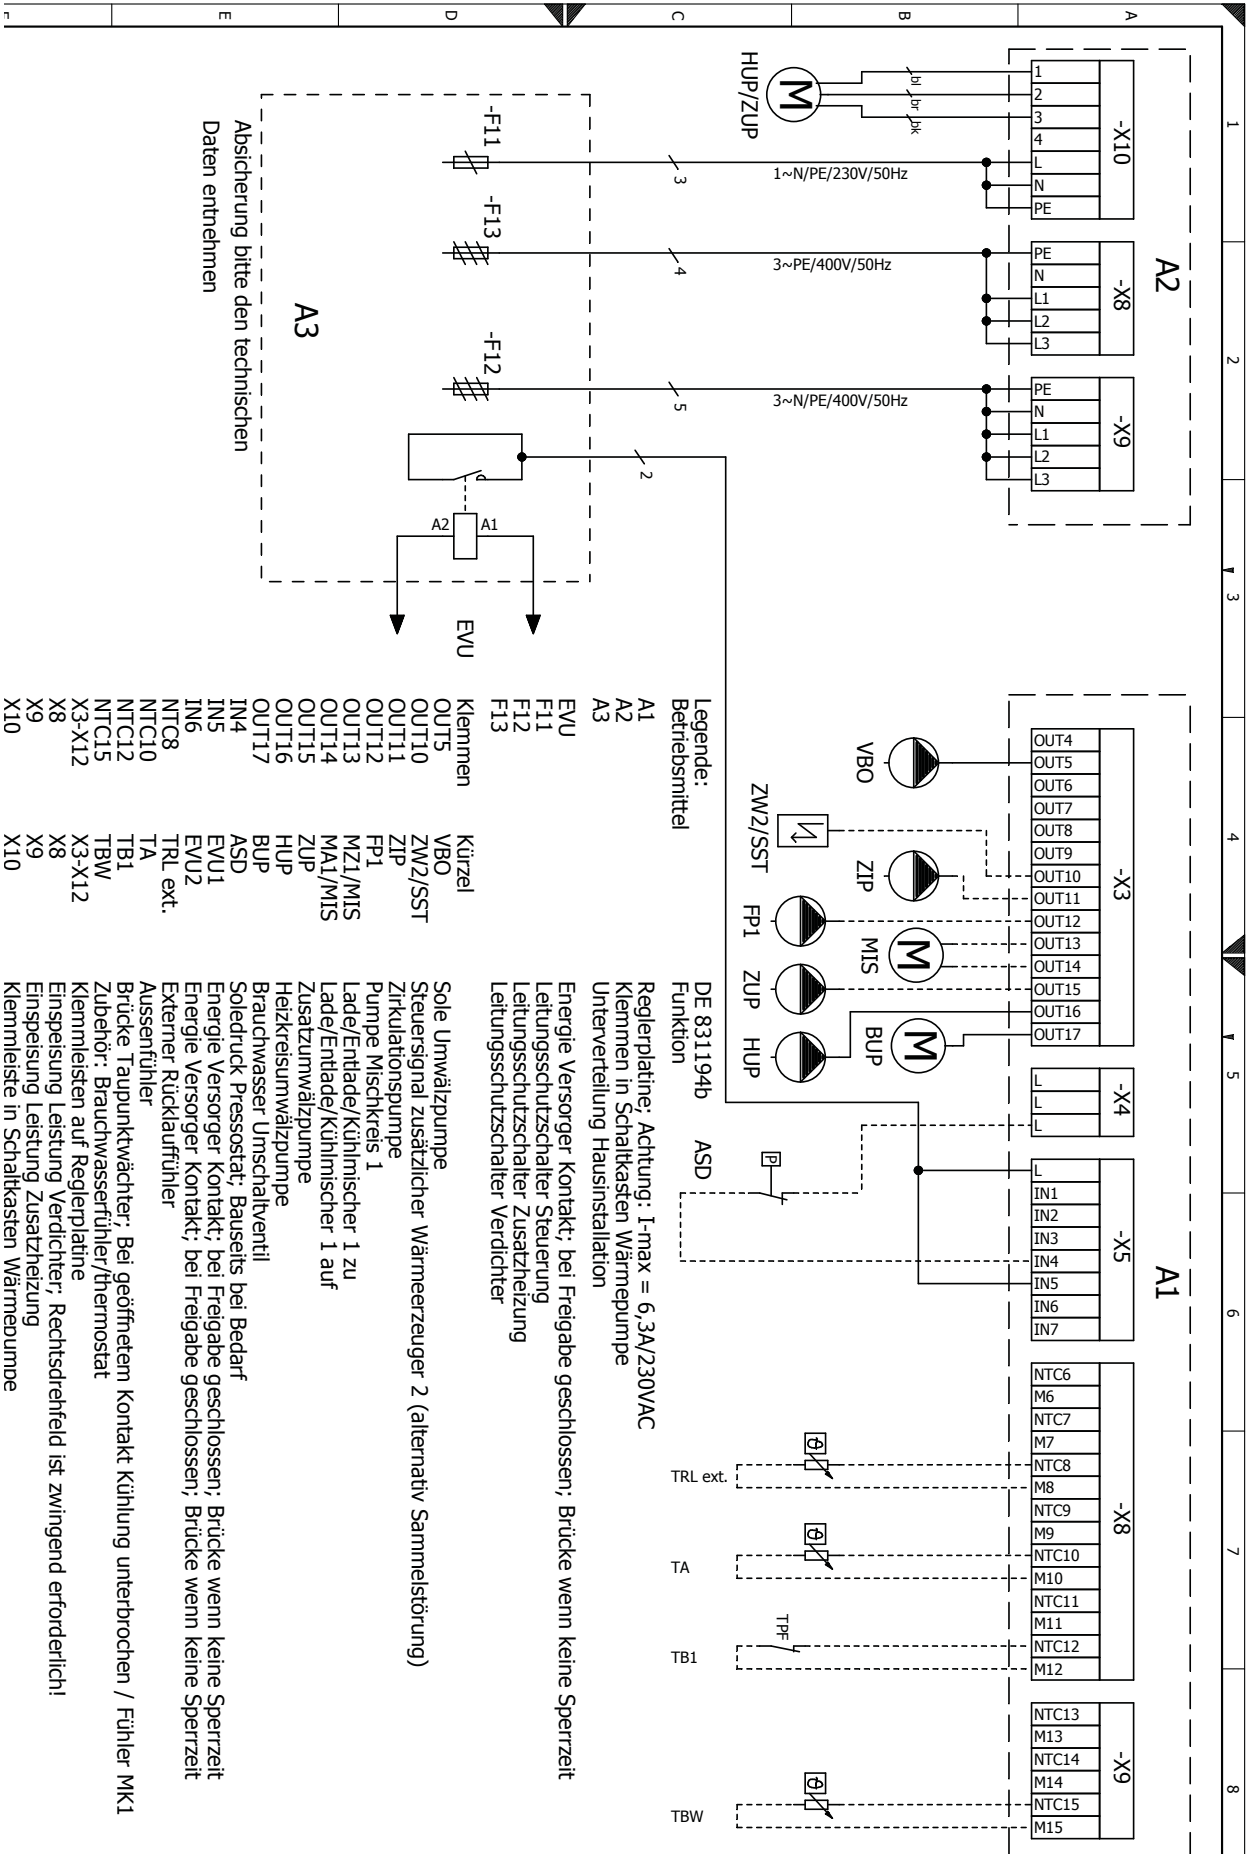 1
2
3
4
5
6
7
8
A
B
C
D
E
F
A2
-X10
1
2
3
4
L
N
PE
-X8
PE
N
L1
L2
L3
-X9
PE
N
L1
L2
L3
bl
br
bk
M
HUP/ZUP
1~N/PE/230V/50Hz
3~PE/400V/50Hz
3~N/PE/400V/50Hz
3
4
5
2
-F11
-F13
-F12
A3
A2
A1
EVU
Absicherung bitte den technischen
Daten entnehmen
A1
-X3
OUT4
OUT5
OUT6
OUT7
OUT8
OUT9
OUT10
OUT11
OUT12
OUT13
OUT14
OUT15
OUT16
OUT17
-X4
L
L
L
-X5
L
IN1
IN2
IN3
IN4
IN5
IN6
IN7
-X8
NTC6
M6
NTC7
M7
NTC8
M8
NTC9
M9
NTC10
M10
NTC11
M11
NTC12
M12
-X9
NTC13
M13
NTC14
M14
NTC15
M15
VBO
ZW2/SST
ZIP
FP1
M
MIS
ZUP
HUP
M
BUP
P
ASD
ϑ
TRL ext.
ϑ
TA
TPF
TB1
ϑ
TBW
Legende: DE 831194b
Betriebsmittel Funktion
A1 Reglerplatine; Achtung: I-max = 6,3A/230VAC
A2 Klemmen in Schaltkasten Wärmepumpe
A3 Unterverteilung Hausinstallation
EVU Energie Versorger Kontakt; bei Freigabe geschlossen; Brücke wenn keine Sperrzeit
F11 Leitungsschutzschalter Steuerung
F12 Leitungsschutzschalter Zusatzheizung
F13 Leitungsschutzschalter Verdichter
Klemmen Kürzel
OUT5 VBO Sole Umwälzpumpe
OUT10 ZW2/SST Steuersignal zusätzlicher Wärmeerzeuger 2 (alternativ Sammelstörung)
OUT11 ZIP Zirkulationspumpe
OUT12 FP1 Pumpe Mischkreis 1
OUT13 MZ1/MIS Lade/Entlade/Kühlmischer 1 zu
OUT14 MA1/MIS Lade/Entlade/Kühlmischer 1 auf
OUT15 ZUP Zusatzumwälzpumpe
OUT16 HUP Heizkreisumwälzpumpe
OUT17 BUP Brauchwasser Umschaltventil
IN4 ASD Soledruck Pressostat; Bauseits bei Bedarf
IN5 EVU1 Energie Versorger Kontakt; bei Freigabe geschlossen; Brücke wenn keine Sperrzeit
IN6 EVU2 Energie Versorger Kontakt; bei Freigabe geschlossen; Brücke wenn keine Sperrzeit
NTC8 TRL ext. Externer Rücklauffühler
NTC10 TA Aussenfühler
NTC12 TB1 Brücke Taupunktwächter; Bei geöffnetem Kontakt Kühlung unterbrochen / Fühler MK1
NTC15 TBW Zubehör: Brauchwasserfühler/thermostat
X3-X12 X3-X12 Klemmleisten auf Reglerplatine
X8 X8 Einspeisung Leistung Verdichter; Rechtsdrehfeld ist zwingend erforderlich!
X9 X9 Einspeisung Leistung Zusatzheizung
X10 X10 Klemmleiste in Schaltkasten Wärmepumpe